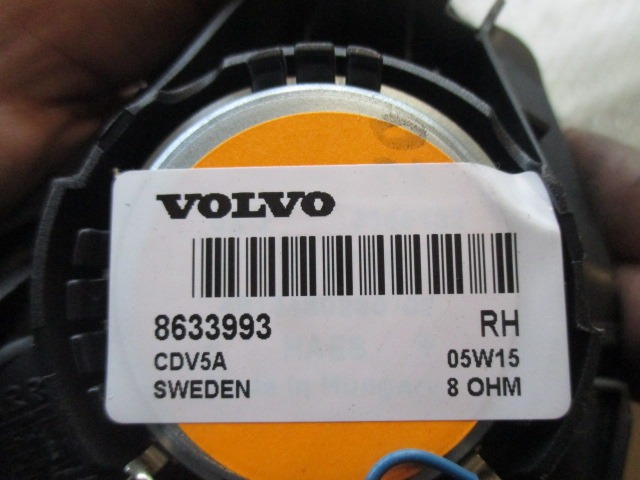 VOLVO
8633993 RH
CDV5A 05W15
SWEDEN 8 OHM